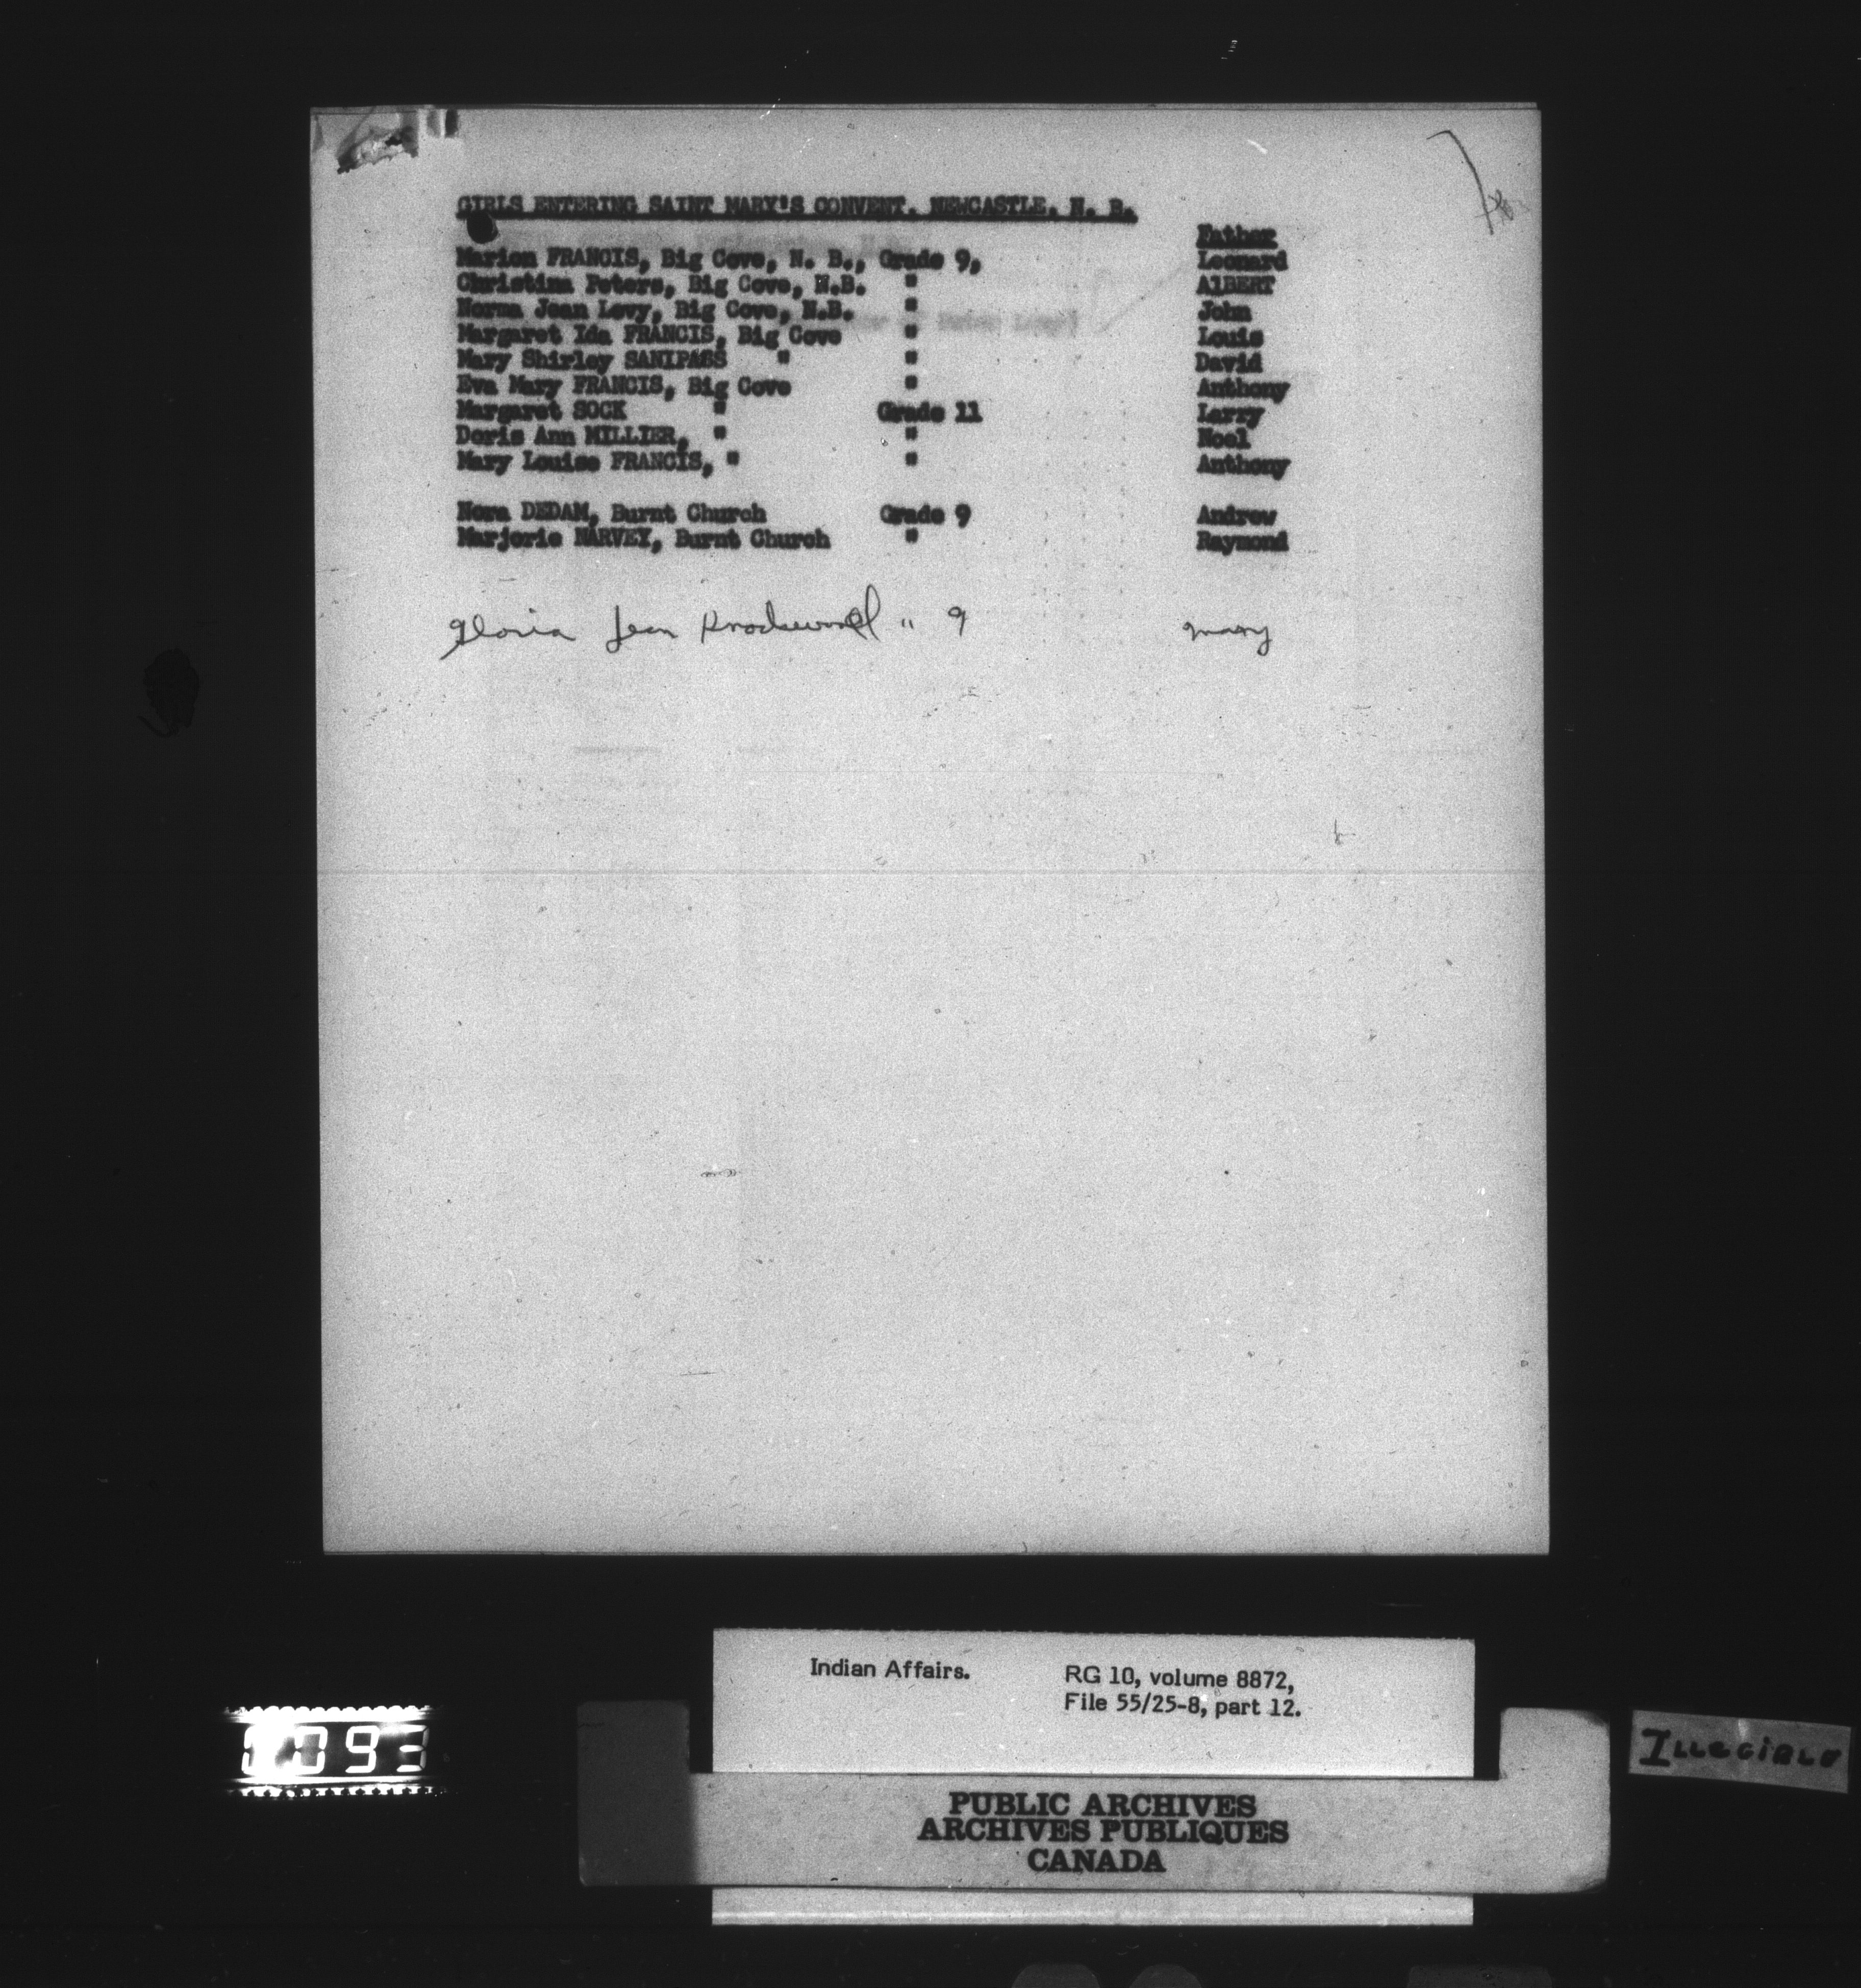 GIRLS ENTERING SAINT MARY'S CONVENT, NEWCASTLE, N. B.
Father
Marion FRANCIS, Big Cove, N. B., Grade 9, Leonard
Christina Peters, Big Cove, N.B. " AlBERT
Norma Jean Levy, Big Cove, N.B. " John
Margaret Ida FRANCIS, Big Cove " Louis
Mary Shirley SANIPASS " " David
Eva Mary FRANCIS, Big Cove " Anthony
Margaret SOCK " Grade 11 Larry
Doris Ann MILLIER, " " Noel
Mary Louise FRANCIS, " " Anthony
Nora DEDAM, Burnt Church Grade 9 Andrew
Marjorie NARVEY, Burnt Church " Raymond
Gloria Jean " 9 Mary
Indian Affairs. RG 10, volume 8872,
File 55/25-8, part 12.
093
ILLEGIBLE
PUBLIC ARCHIVES
ARCHIVES PUBLIQUES
CANADA